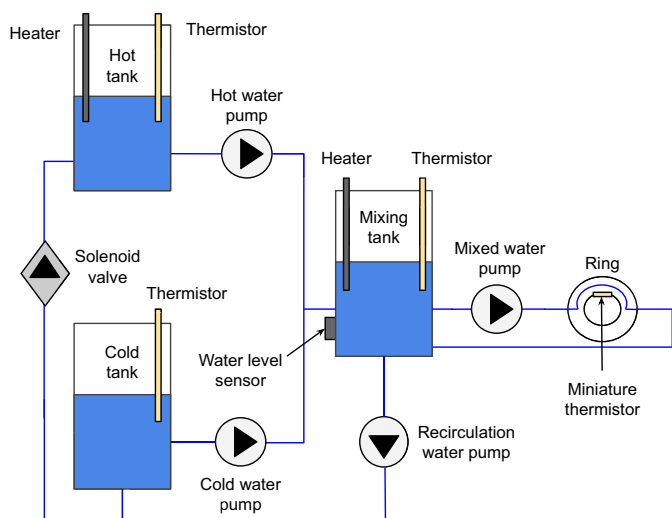 Heater
Thermistor
Hot
tank
Hot water
pump
Heater
Thermistor
Mixing
tank
Mixed water
pump
Ring
Solenoid
valve
Thermistor
Cold
tank
Water level
sensor
Miniature
thermistor
Cold water
pump
Recirculation
water pump